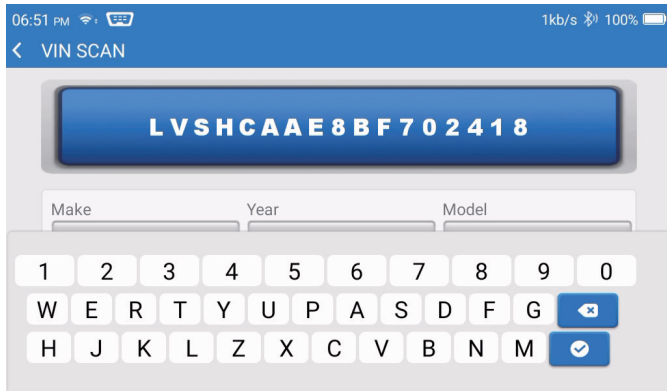 06:51 PM 1kb/s 100%
VIN SCAN
LVSHCAAE8BF702418
Make Year Model
1 2 3 4 5 6 7 8 9 0
W E R T Y U P A S D F G
H J K L Z X C V B N M